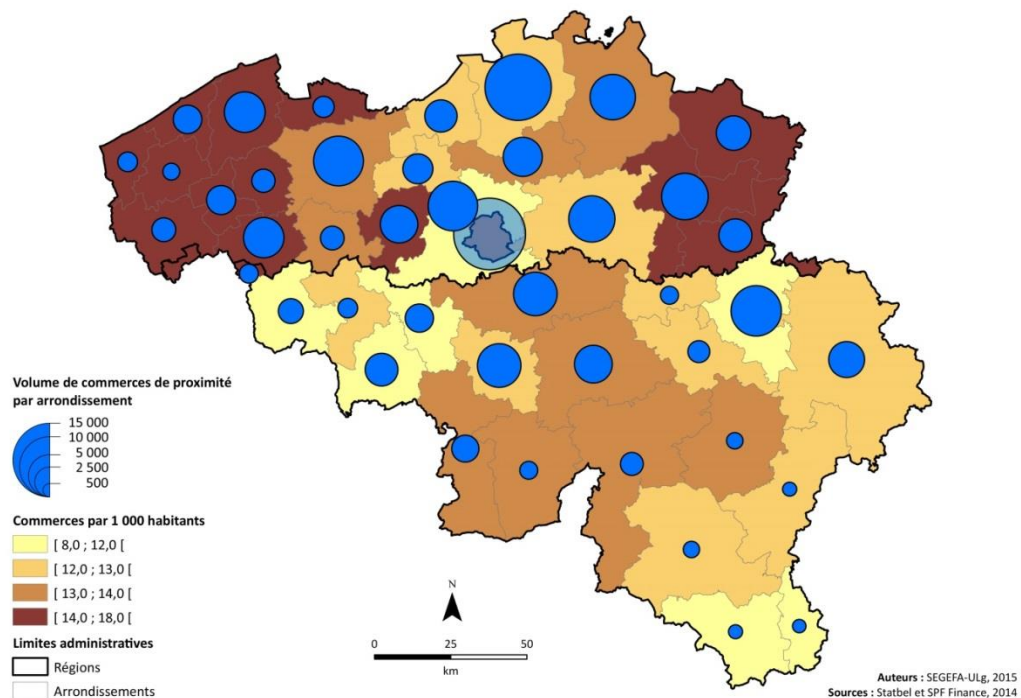 Volume de commerces de proximité
par arrondissement
15 000
10 000
5 000
2 500
500
Commerces par 1 000 habitants
[ 8,0 ; 12,0 [
[ 12,0 ; 13,0 [
[ 13,0 ; 14,0 [
[ 14,0 ; 18,0 [
Limites administratives
Régions
Arrondissements
N
0 25 50
km
Auteurs : SEGEFA-ULg, 2015
Sources : Statbel et SPF Finance, 2014